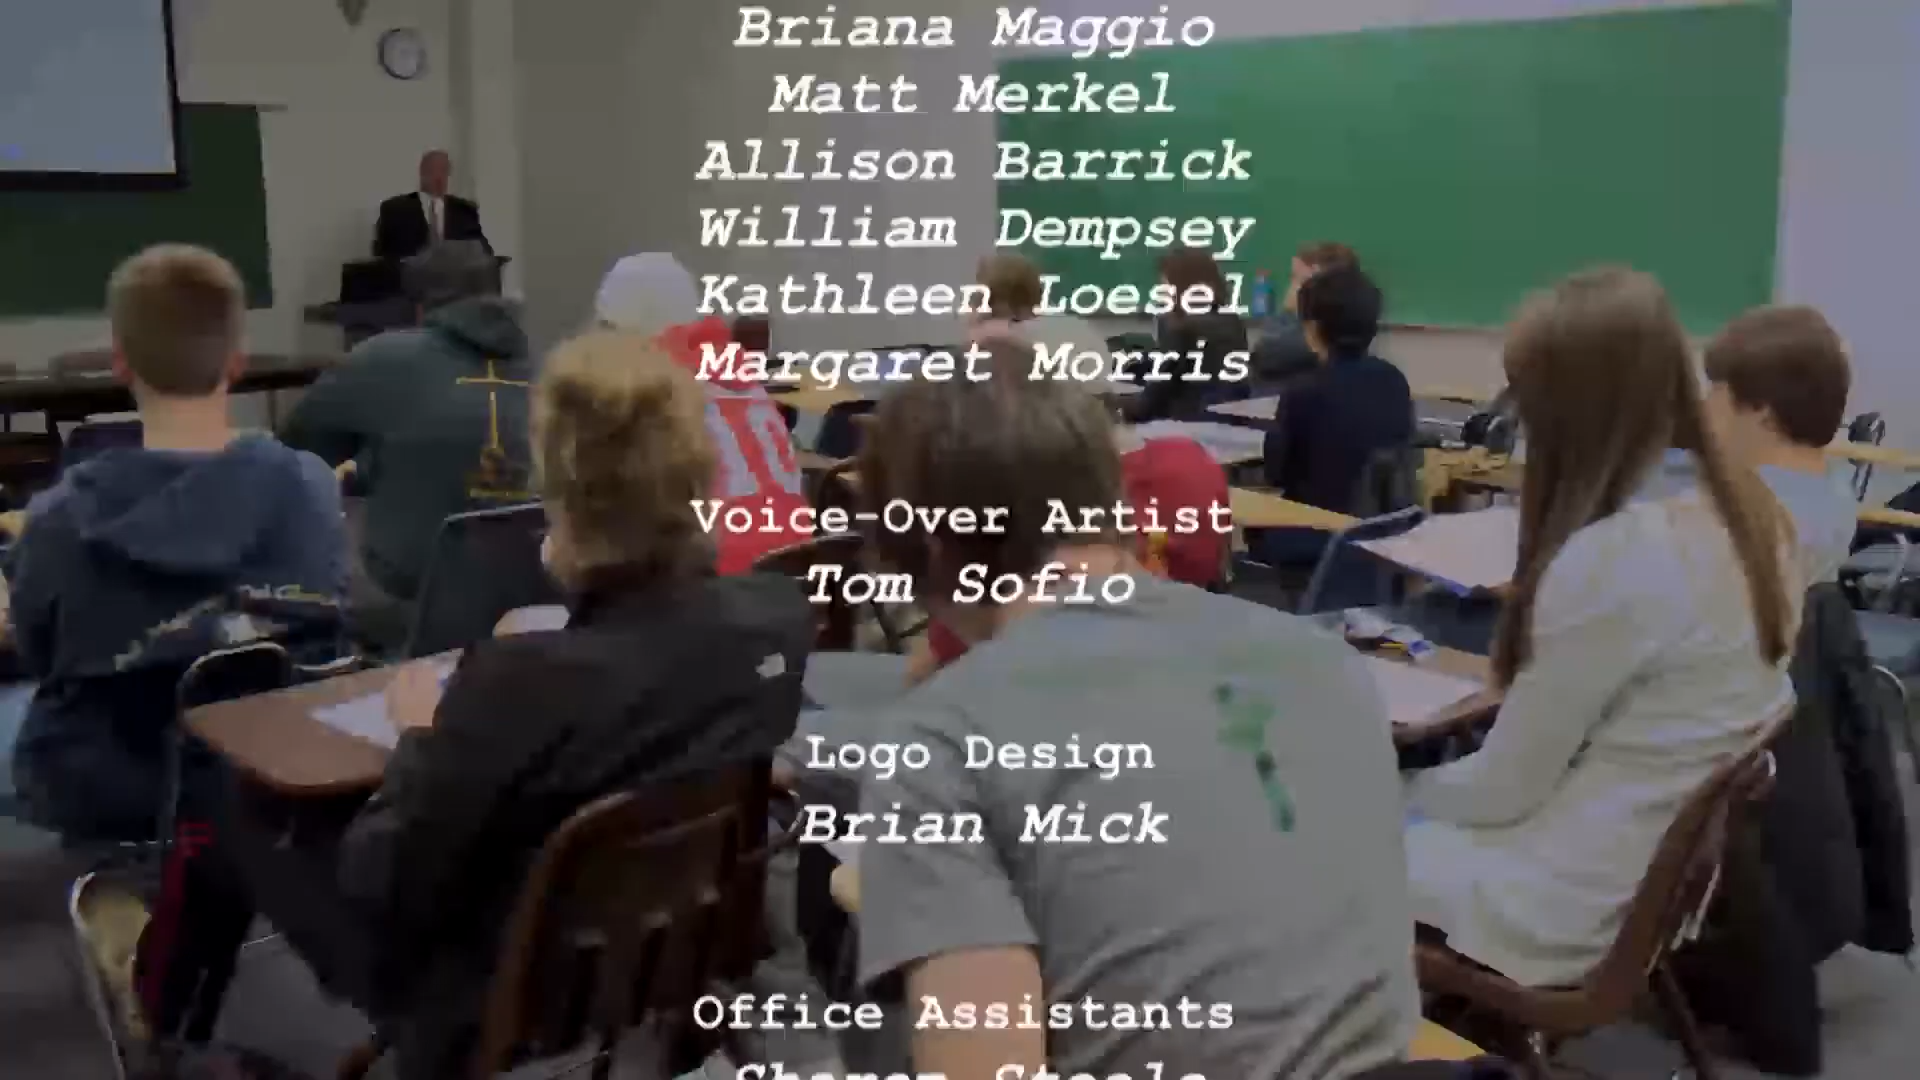 Briana Maggio
Matt Merkel
Allison Barrick
William Dempsey
Kathleen Loesel
Margaret Morris
Voice-Over Artist
Tom Sofio
Logo Design
Brian Mick
Office Assistants
10